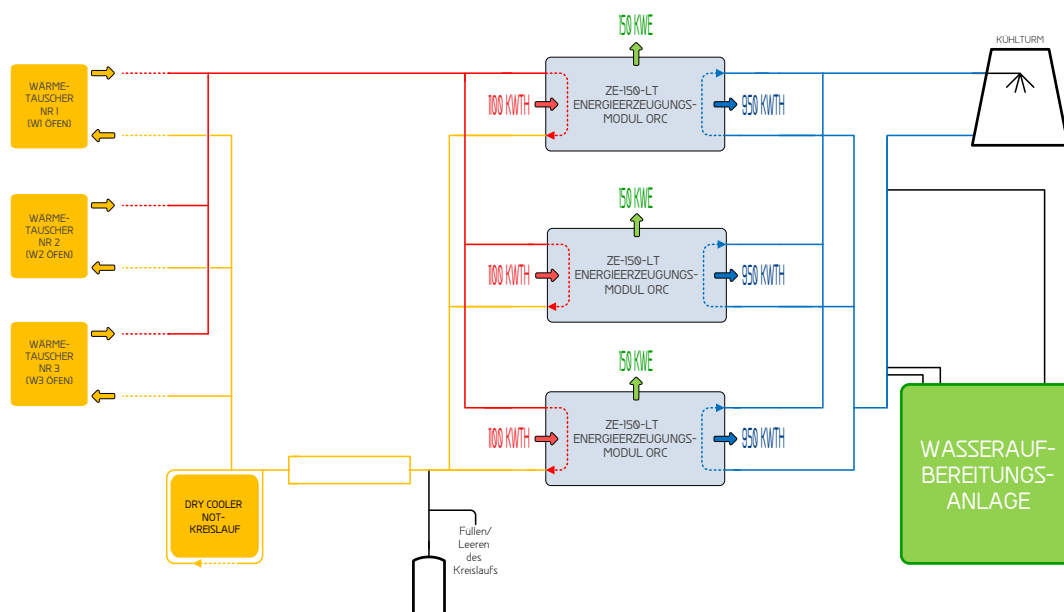 WÄRME-
TAUSCHER
NR 1
(W1 ÖFEN)
WÄRME-
TAUSCHER
NR 2
(W2 ÖFEN)
WÄRME-
TAUSCHER
NR 3
(W3 ÖFEN)
DRY COOLER
NOT-
KREISLAUF
Füllen/
Leeren
des
Kreislaufs
150 KWE
1100 KWTH
ZE-150-LT
ENERGIEERZEUGUNGS-
MODUL ORC
950 KWTH
150 KWE
1100 KWTH
ZE-150-LT
ENERGIEERZEUGUNGS-
MODUL ORC
950 KWTH
150 KWE
1100 KWTH
ZE-150-LT
ENERGIEERZEUGUNGS-
MODUL ORC
950 KWTH
KÜHLTURM
WASSERAUF-
BEREITUNGS-
ANLAGE